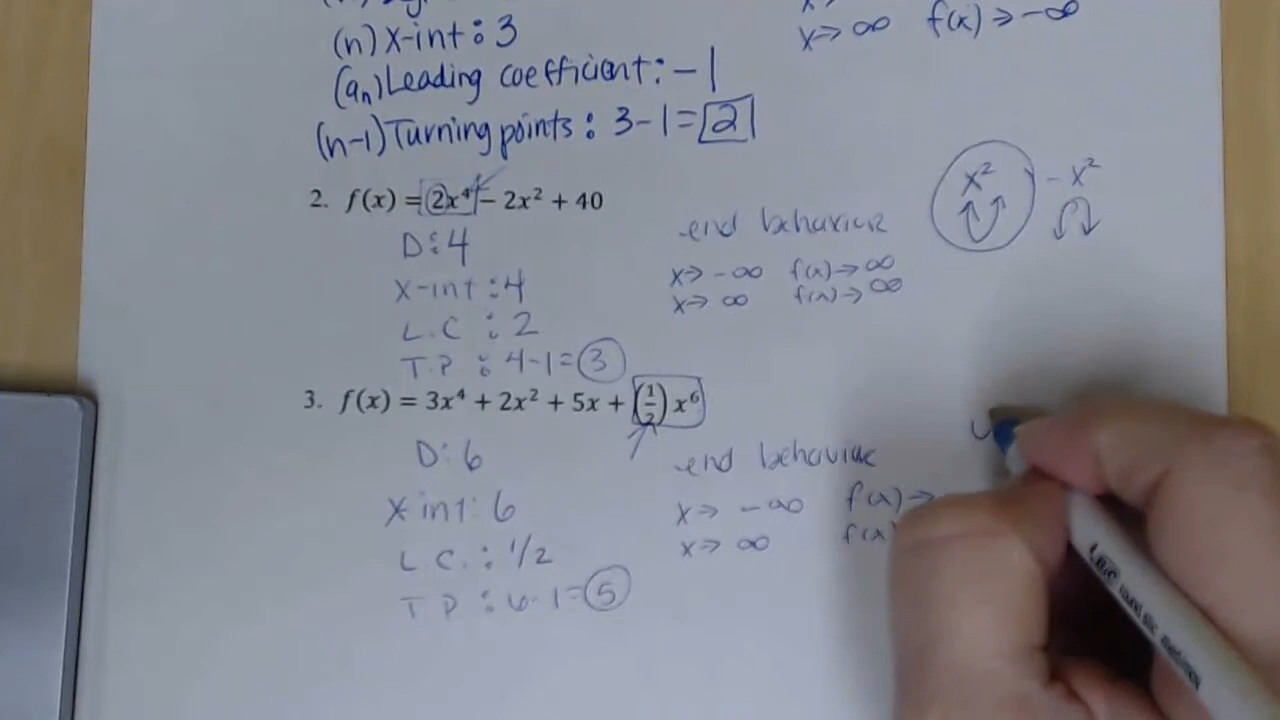 x→ ∞ f(x)→ -∞
(n) x-int: 3
(aₙ) Leading coefficient: -1
(n-1) Turning points: 3-1=2
2. f(x) = 2x⁴ - 2x² + 40
x² -x²
D: 4
end behavior
x-int: 4
x→ -∞ f(x)→ ∞
x→ ∞ f(x)→ ∞
L.C: 2
T.P: 4-1=3
3. f(x) = 3x⁴ + 2x² + 5x + (1/2)x⁶
D: 6
end behavior
x-int: 6
x→ -∞ f(x)→
x→ ∞ f(x)
L C.: 1/2
T P: 6-1=5